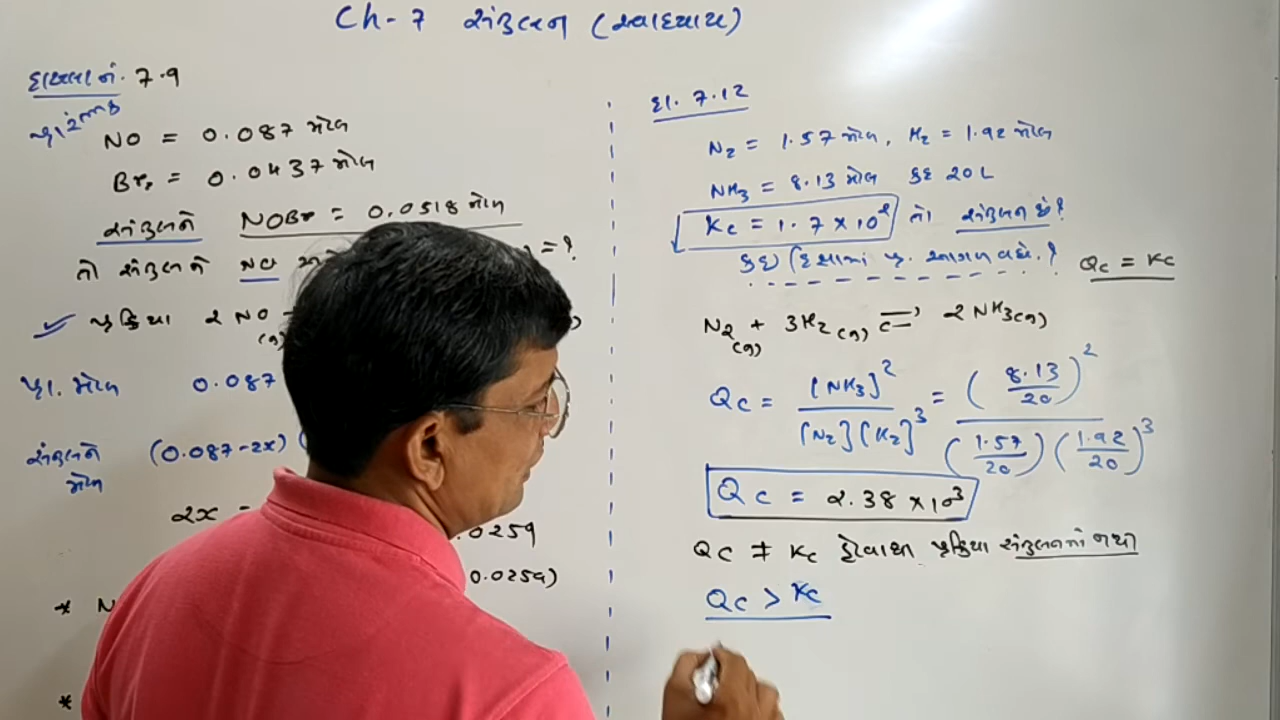 Ch-7 સંતુલન (સ્વાધ્યાય)
દાખલા નં. 7.9
પ્રારંભિક
NO = 0.087 મોલ
Br₂ = 0.0437 મોલ
સંતુલને NOBr = 0.0518 મોલ
તો સંતુલને NO = ?
પ્રક્રિયા 2 NO
(g)
પ્રા. મોલ 0.087
સંતુલને (0.087-2x) (
મોલ
2x =
.0259
0.0259)
* N
*
દા. 7.12
N₂ = 1.57 મોલ, H₂ = 1.92 મોલ
NH₃ = 8.13 મોલ કદ 20 L
Kc = 1.7 × 10² તો સંતુલન છે?
કઈ દિશામાં પ્ર. આગળ વધે.? Qc = Kc
N₂(g) + 3H₂(g) ⇌ 2NH₃(g)
Qc = [NH₃]² / [N₂][H₂]³ = (8.13/20)² / (1.57/20)(1.92/20)³
Qc = 2.38 × 10³
Qc ≠ Kc હોવાથી પ્રક્રિયા સંતુલનમાં નથી
Qc > Kc